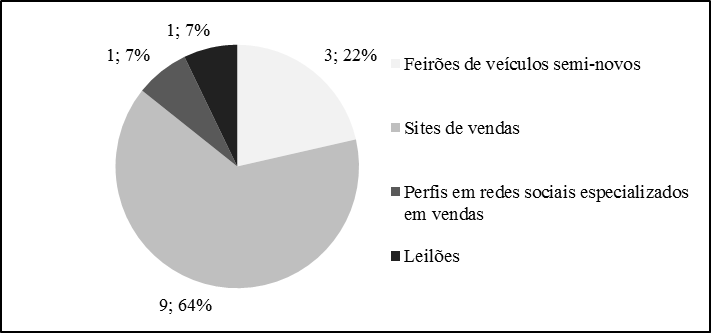 1; 7%
1; 7%
3; 22%
9; 64%
Feirões de veículos semi-novos
Sites de vendas
Perfis em redes sociais especializados
em vendas
Leilões